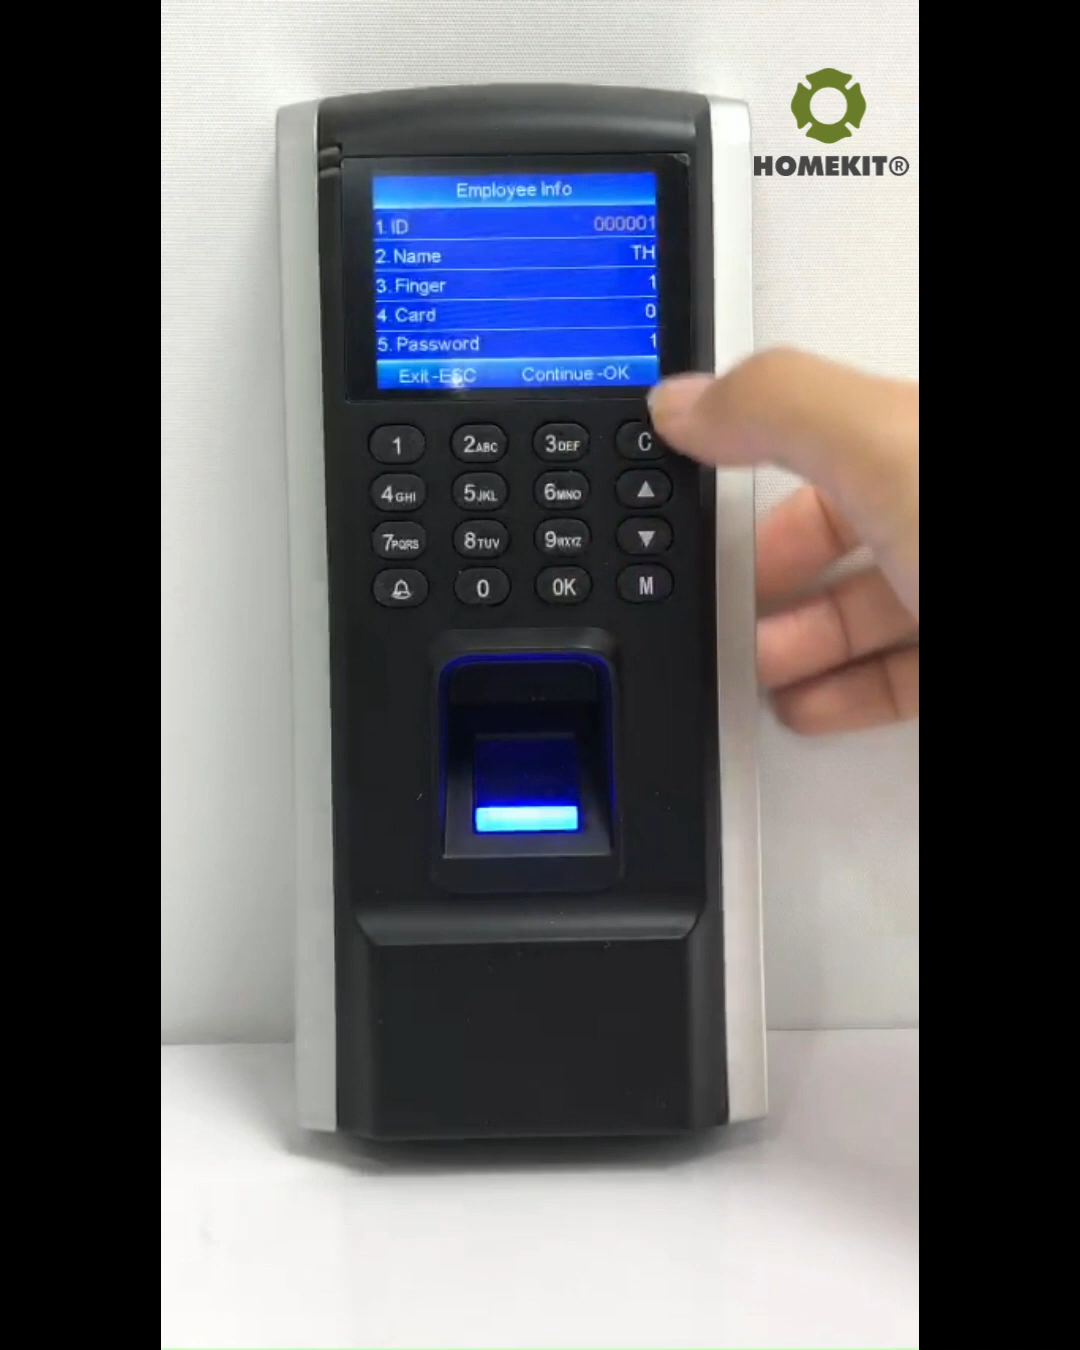 HOMEKIT®
Employee Info
1. ID 000001
2. Name TH
3. Finger 1
4. Card 0
5. Password 1
Exit -ESC Continue -OK
1 2ABC 3DEF C
4GHI 5JKL 6MNO ▲
7PQRS 8TUV 9WXYZ ▼
0 OK M